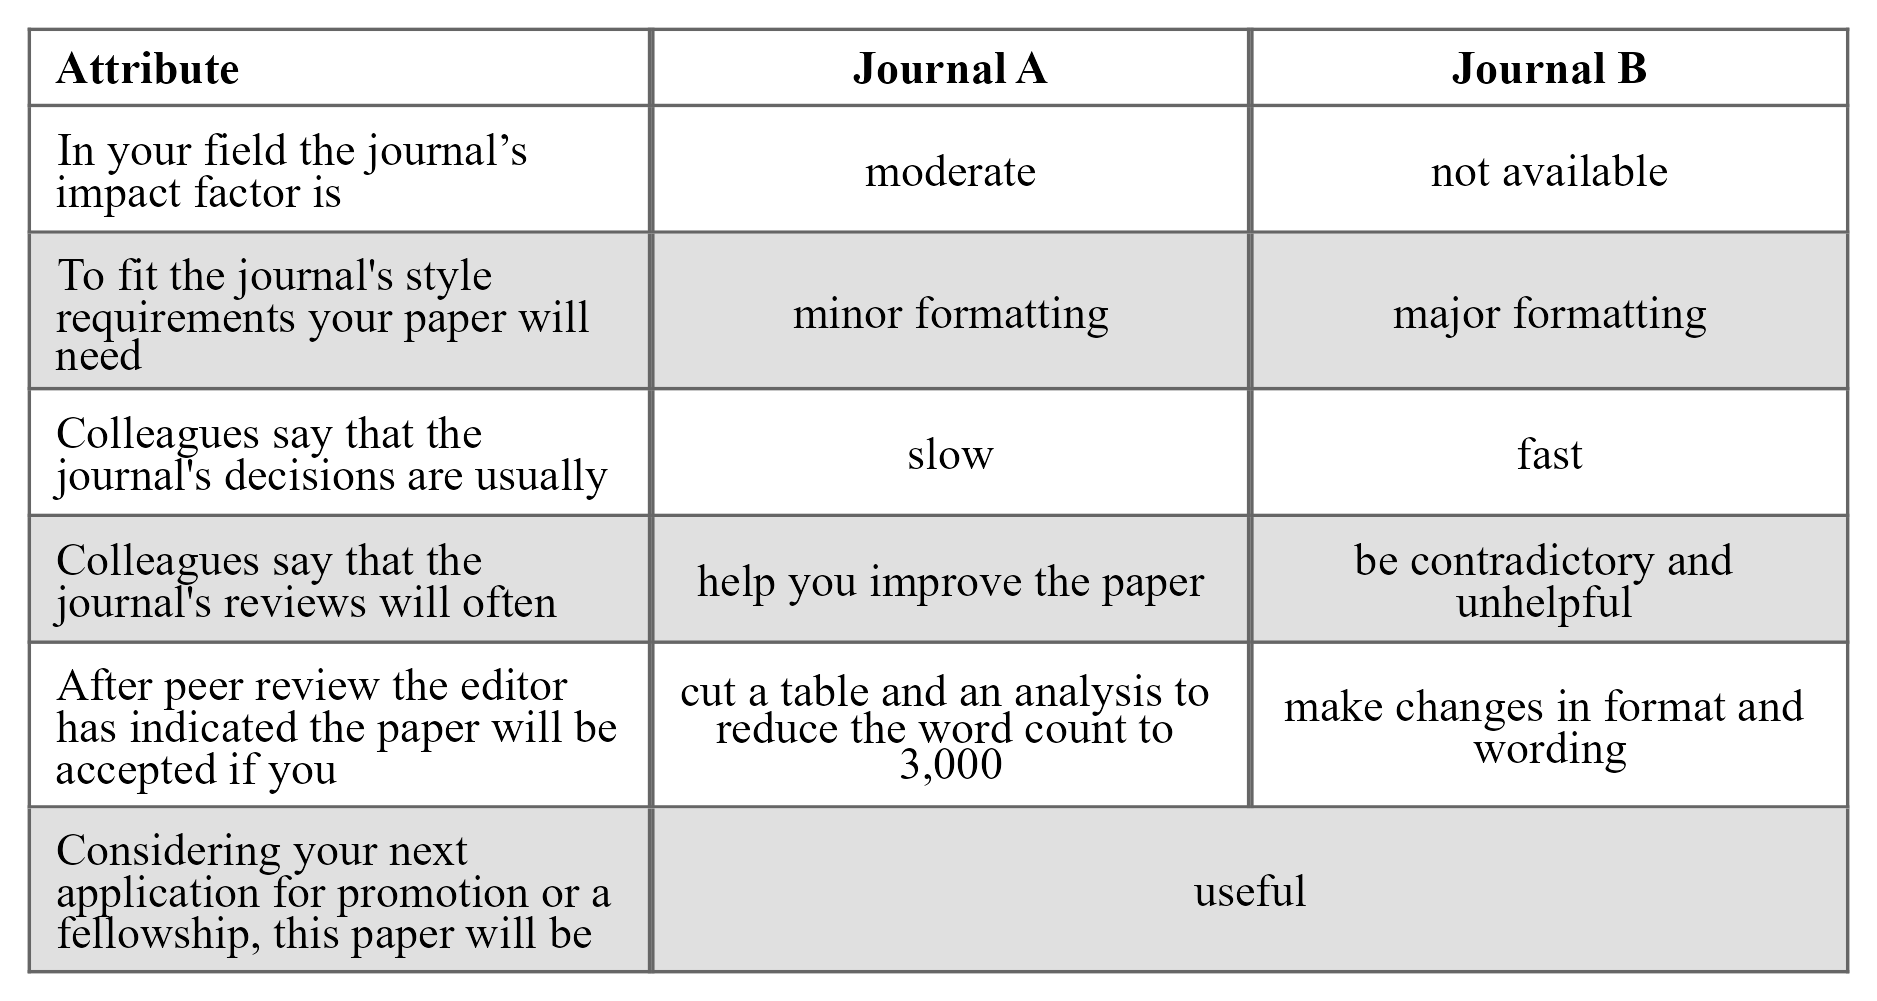 Attribute
Journal A
Journal B
In your field the journal’s
impact factor is
moderate
not available
To fit the journal's style
requirements your paper will
need
minor formatting
major formatting
Colleagues say that the
journal's decisions are usually
slow
fast
Colleagues say that the
journal's reviews will often
help you improve the paper
be contradictory and
unhelpful
After peer review the editor
has indicated the paper will be
accepted if you
cut a table and an analysis to
reduce the word count to
3,000
make changes in format and
wording
Considering your next
application for promotion or a
fellowship, this paper will be
useful